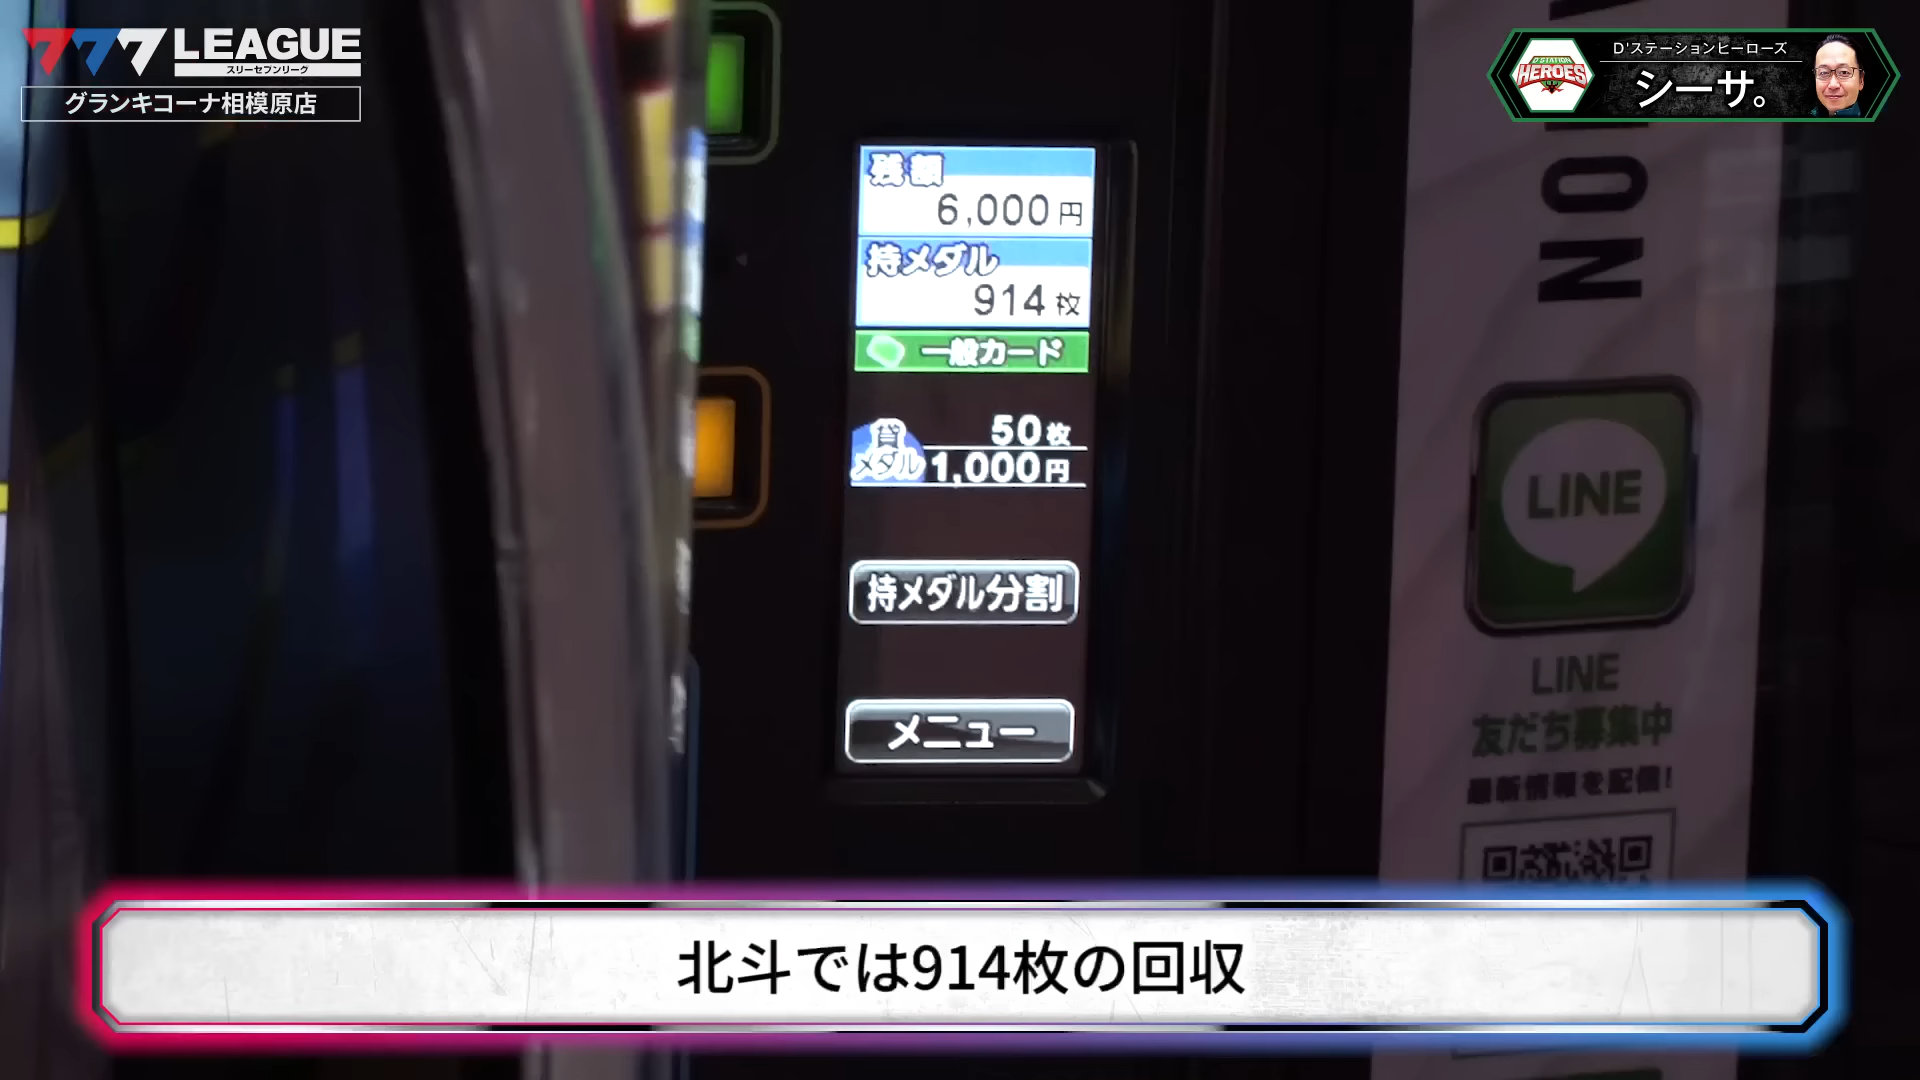 777 LEAGUE
スリーセブンリーグ
グランキコーナ相模原店
D STATION
HEROES
D'ステーションヒーローズ
シーサ。
残額
6,000円
持メダル
914枚
一般カード
貸メダル
50枚
1,000円
持メダル分割
メニュー
ON
LINE
LINE
友だち募集中
最新情報を配信!
北斗では914枚の回収